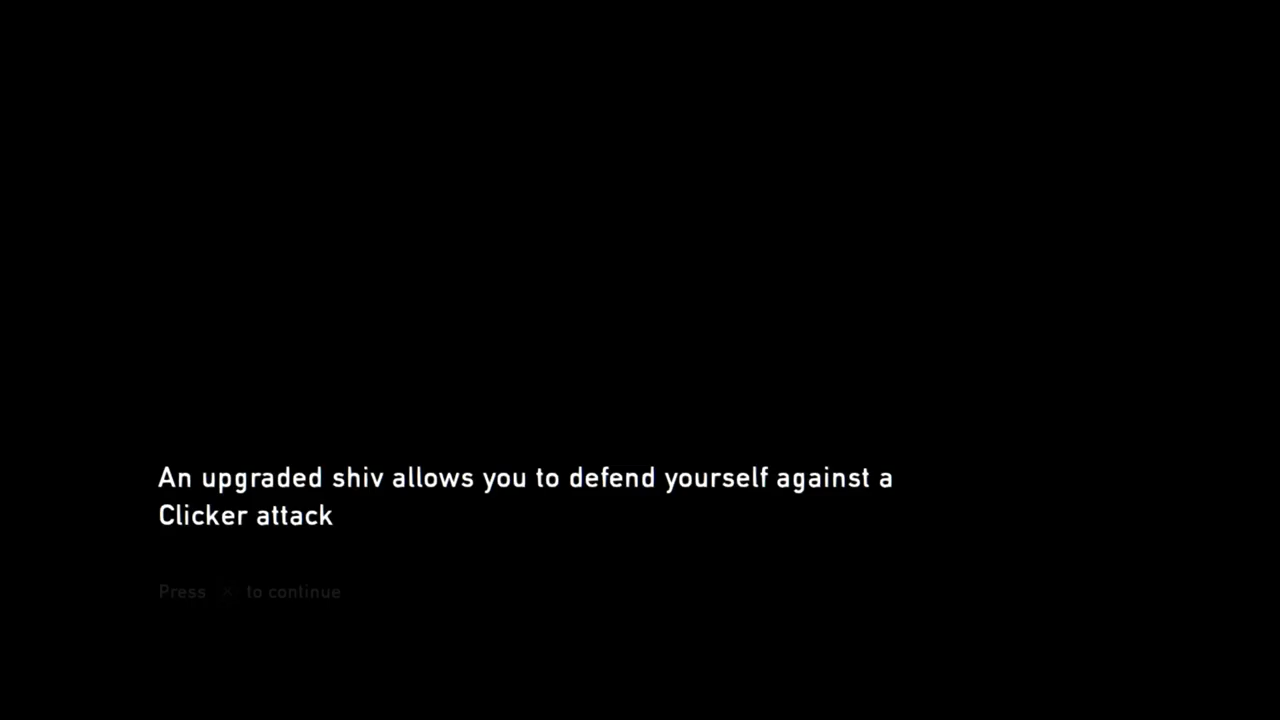 An upgraded shiv allows you to defend yourself against a
Clicker attack
Press × to continue